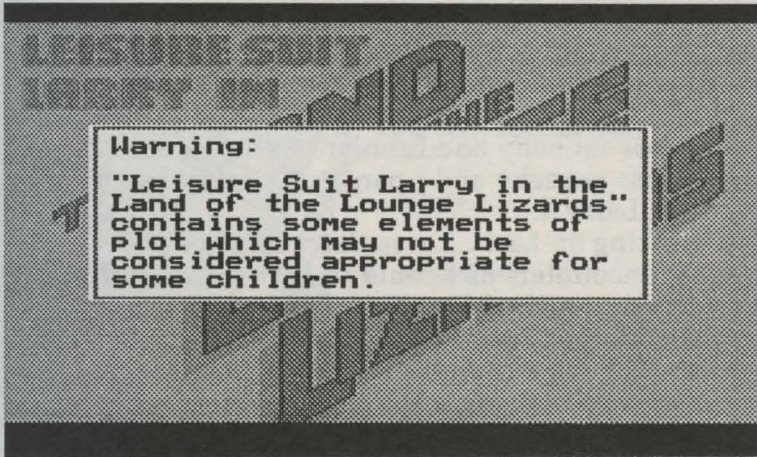 LEISURE SUIT
LARRY IN
Warning:
"Leisure Suit Larry in the
Land of the Lounge Lizards"
contains some elements of
plot which may not be
considered appropriate for
some children.